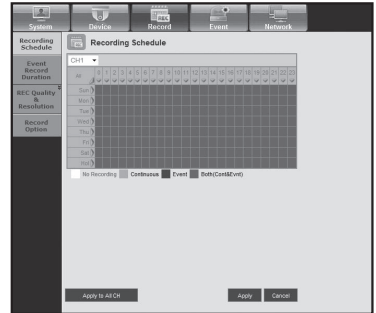 System Device Record Event Network
Recording Schedule
Recording Schedule
CH1
All 0 1 2 3 4 5 6 7 8 9 10 11 12 13 14 15 16 17 18 19 20 21 22 23
Sun
Mon
Tue
Wed
Thu
Fri
Sat
Hol
No Recording Continuous Event Both(Cont&Evnt)
Event Record Duration
REC Quality & Resolution
Record Option
Apply to All CH Apply Cancel